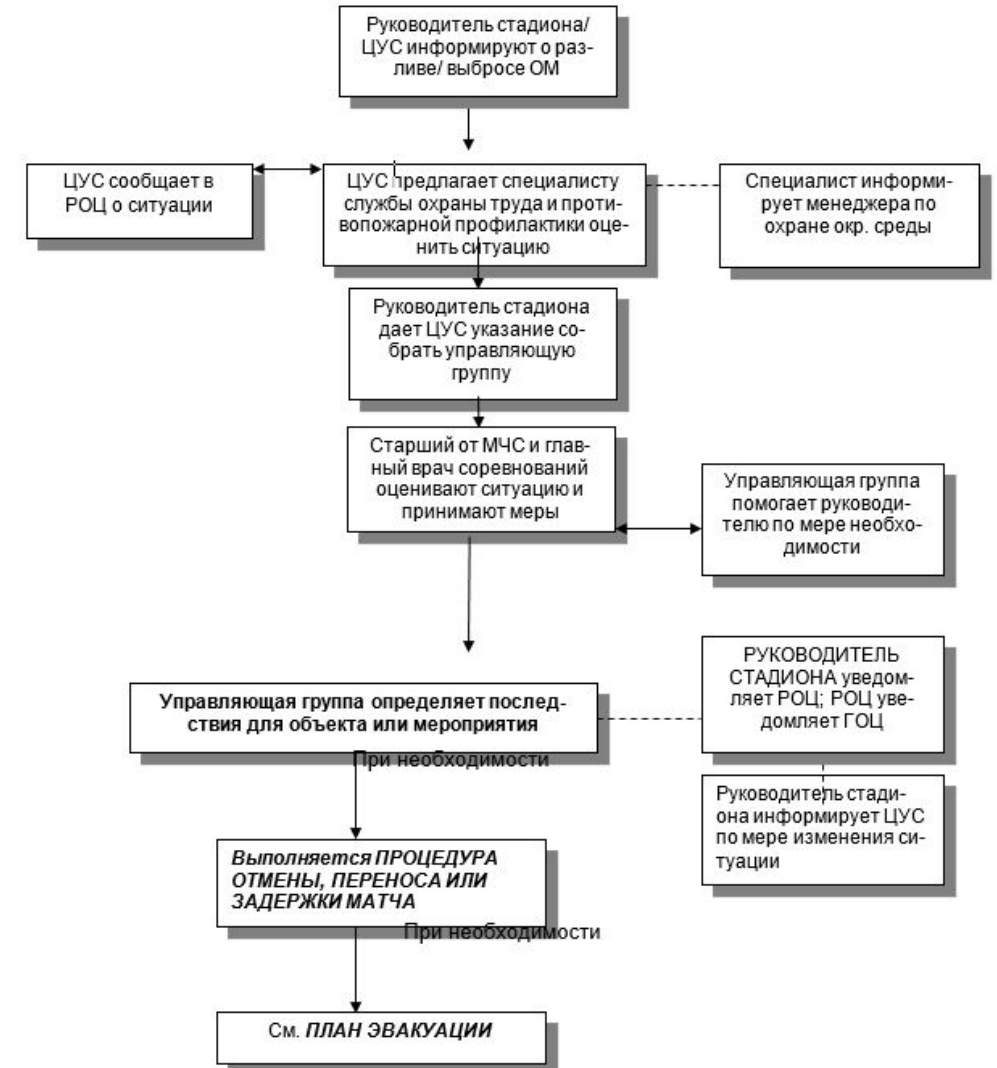 Руководитель стадиона/
ЦУС информируют о раз-
ливе/ выбросе ОМ
ЦУС сообщает в
РОЦ о ситуации
ЦУС предлагает специалисту
службы охраны труда и проти-
вопожарной профилактики оце-
нить ситуацию
Специалист информи-
рует менеджера по
охране окр. среды
Руководитель стадиона
дает ЦУС указание со-
брать управляющую
группу
Старший от МЧС и глав-
ный врач соревнований
оценивают ситуацию и
принимают меры
Управляющая группа
помогает руководи-
телю по мере необхо-
димости
Управляющая группа определяет послед-
ствия для объекта или мероприятия
РУКОВОДИТЕЛЬ
СТАДИОНА уведом-
ляет РОЦ; РОЦ уве-
домляет ГОЦ
При необходимости
Руководитель стади-
она информирует ЦУС
по мере изменения си-
туации
Выполняется ПРОЦЕДУРА
ОТМЕНЫ, ПЕРЕНОСА ИЛИ
ЗАДЕРЖКИ МАТЧА
При необходимости
См. ПЛАН ЭВАКУАЦИИ